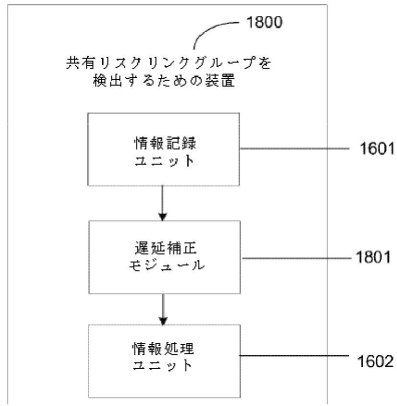 1800
共有リスクリンクグループを
検出するための装置
情報記録
ユニット
1601
遅延補正
モジュール
1801
情報処理
ユニット
1602